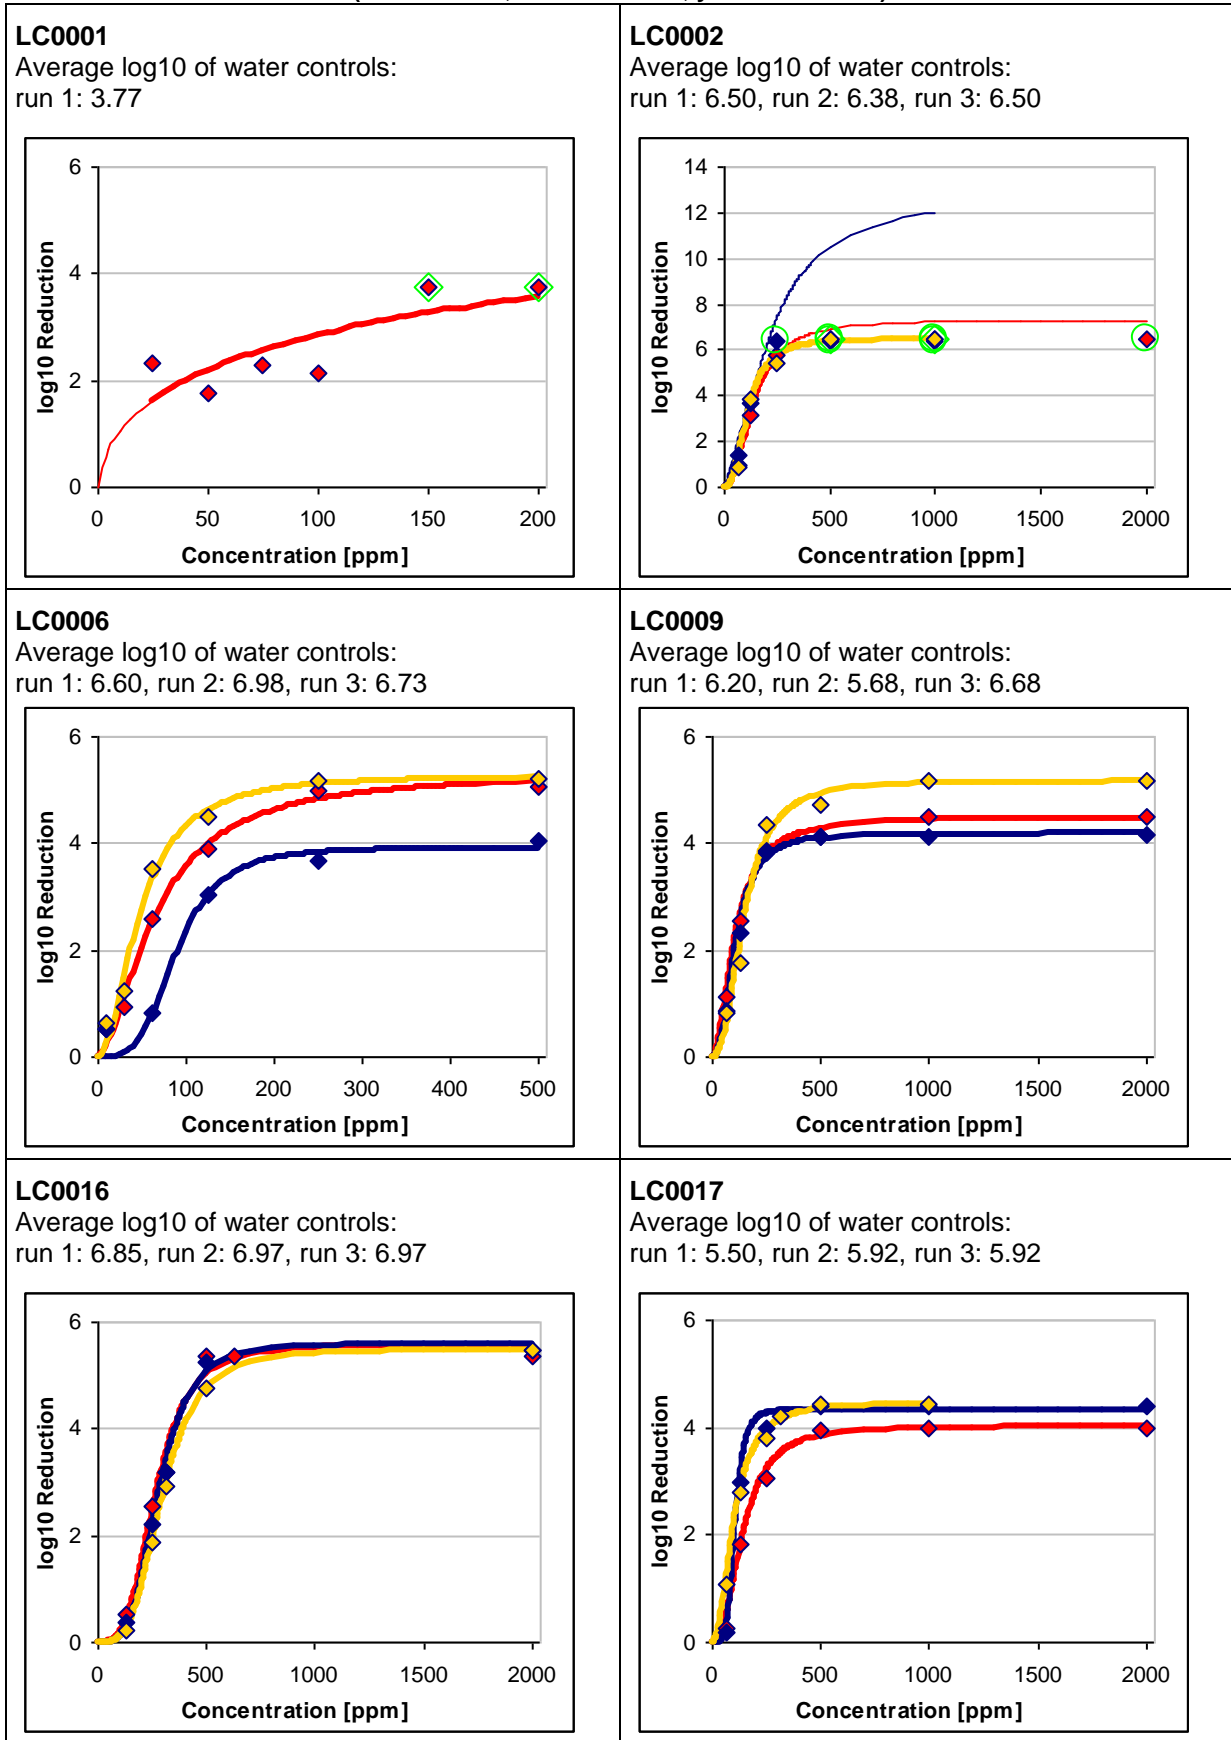 LC0001
Average log10 of water controls:
run 1: 3.77
6
4
2
0
0 50 100 150 200
log10 Reduction
Concentration [ppm]
LC0002
Average log10 of water controls:
run 1: 6.50, run 2: 6.38, run 3: 6.50
14
12
10
8
6
4
2
0
0 500 1000 1500 2000
log10 Reduction
Concentration [ppm]
LC0006
Average log10 of water controls:
run 1: 6.60, run 2: 6.98, run 3: 6.73
6
4
2
0
0 100 200 300 400 500
log10 Reduction
Concentration [ppm]
LC0009
Average log10 of water controls:
run 1: 6.20, run 2: 5.68, run 3: 6.68
6
4
2
0
0 500 1000 1500 2000
log10 Reduction
Concentration [ppm]
LC0016
Average log10 of water controls:
run 1: 6.85, run 2: 6.97, run 3: 6.97
6
4
2
0
0 500 1000 1500 2000
log10 Reduction
Concentration [ppm]
LC0017
Average log10 of water controls:
run 1: 5.50, run 2: 5.92, run 3: 5.92
6
4
2
0
0 500 1000 1500 2000
log10 Reduction
Concentration [ppm]